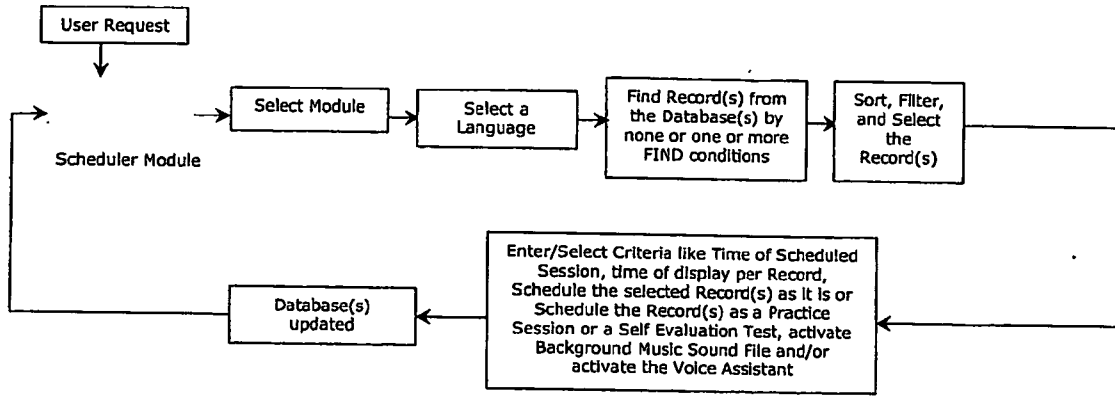 User Request
Scheduler Module
Select Module
Select a
Language
Find Record(s) from
the Database(s) by
none or one or more
FIND conditions
Sort, Filter,
and Select
the
Record(s)
Enter/Select Criteria like Time of Scheduled
Session, time of display per Record,
Schedule the selected Record(s) as it is or
Schedule the Record(s) as a Practice
Session or a Self Evaluation Test, activate
Background Music Sound File and/or
activate the Voice Assistant
Database(s)
updated